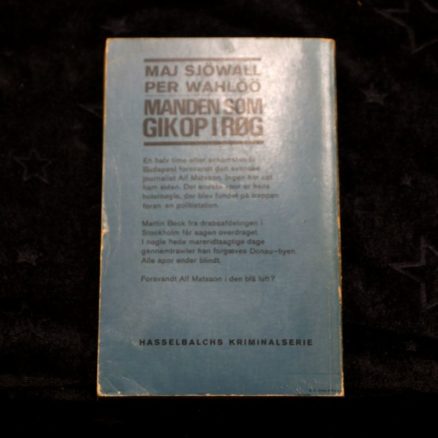 MAJ SJÖWALL
PER WAHLÖÖ
MANDEN SOM
GIK OP I RØG
En halv time efter ankomsten til
Budapest forsvandt den svenske
journalist Alf Matsson. Ingen har set
ham siden. Det eneste spor er hans
hotelnøgle, der blev fundet på trappen
foran en politistation.
Martin Beck fra drabsafdelingen i
Stockholm får sagen overdraget.
I nogle hede mareridtsagtige dage
gennemtrawler han forgæves Donau-byen.
Alle spor ender blindt.
Forsvandt Alf Matsson i den blå luft?
HASSELBALCHS KRIMINALSERIE